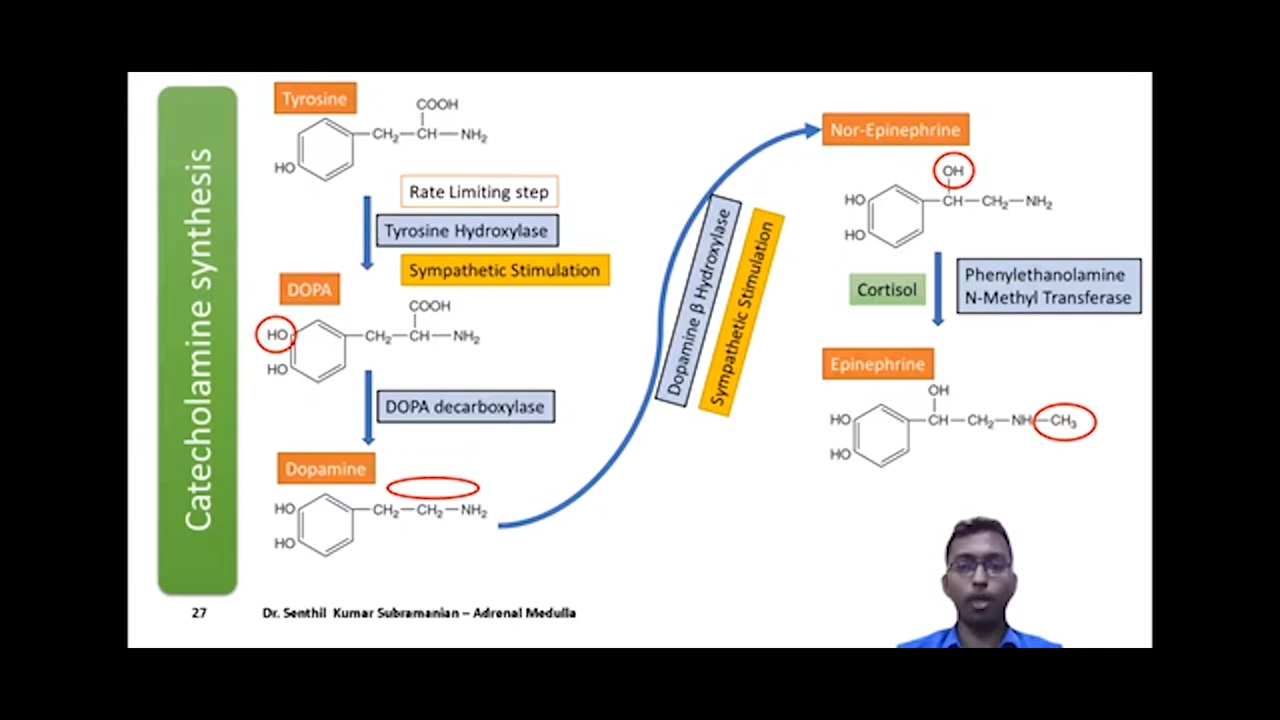 Catecholamine synthesis
Tyrosine
COOH
CH₂—CH—NH₂
HO
Rate Limiting step
Tyrosine Hydroxylase
Sympathetic Stimulation
DOPA
COOH
HO
CH₂—CH—NH₂
HO
DOPA decarboxylase
Dopamine
HO
CH₂—CH₂—NH₂
HO
Dopamine β Hydroxylase
Sympathetic Stimulation
Nor-Epinephrine
OH
HO
CH—CH₂—NH₂
HO
Cortisol
Phenylethanolamine
N-Methyl Transferase
Epinephrine
OH
HO
CH—CH₂—NH—CH₃
HO
27
Dr. Senthil Kumar Subramanian – Adrenal Medulla